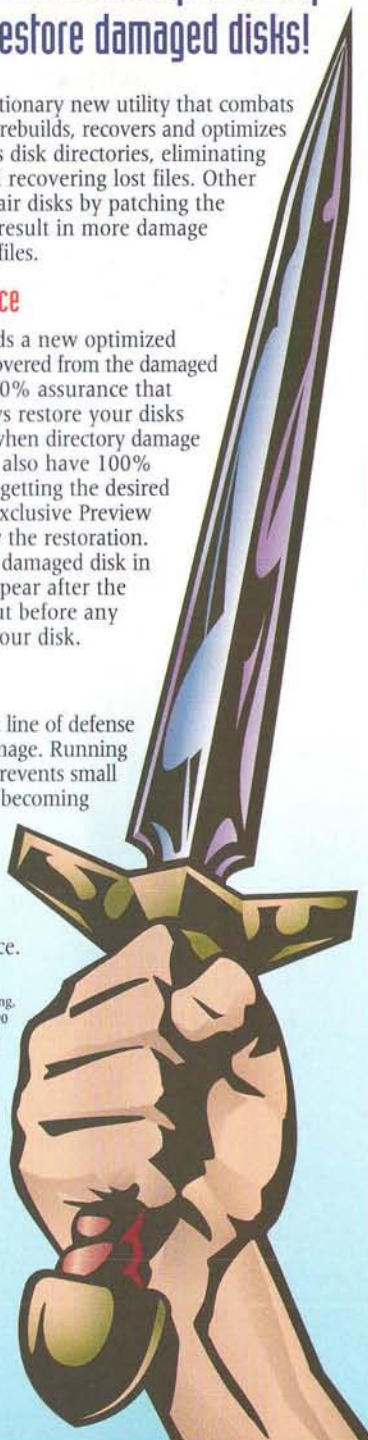 estore damaged disks!
tionary new utility that combats
rebuilds, recovers and optimizes
s disk directories, eliminating
recovering lost files. Other
air disks by patching the
result in more damage
files.
ce
ds a new optimized
overed from the damaged
0% assurance that
ys restore your disks
when directory damage
also have 100%
getting the desired
xclusive Preview
the restoration.
damaged disk in
pear after the
ut before any
our disk.
line of defense
nage. Running
revents small
becoming
ce.
ng,